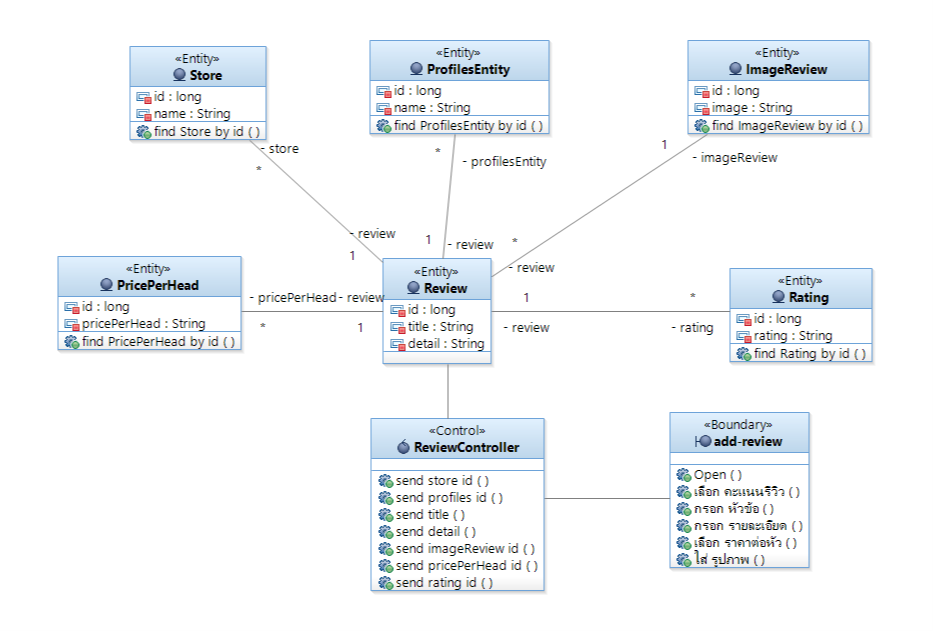 «Entity»
Store
id : long
name : String
find Store by id ( )
«Entity»
ProfilesEntity
id : long
name : String
find ProfilesEntity by id ( )
«Entity»
ImageReview
id : long
image : String
find ImageReview by id ( )
- store
*
*
- profilesEntity
1
- imageReview
- review
1
1
- review
*
- review
«Entity»
PricePerHead
id : long
pricePerHead : String
find PricePerHead by id ( )
- pricePerHead
- review
*
1
«Entity»
Review
id : long
title : String
detail : String
1
- review
*
- rating
«Entity»
Rating
id : long
rating : String
find Rating by id ( )
«Control»
ReviewController
send store id ( )
send profiles id ( )
send title ( )
send detail ( )
send imageReview id ( )
send pricePerHead id ( )
send rating id ( )
«Boundary»
add-review
Open ( )
เลือก คะแนนรีวิว ( )
กรอก หัวข้อ ( )
กรอก รายละเอียด ( )
เลือก ราคาต่อหัว ( )
ใส่ รูปภาพ ( )